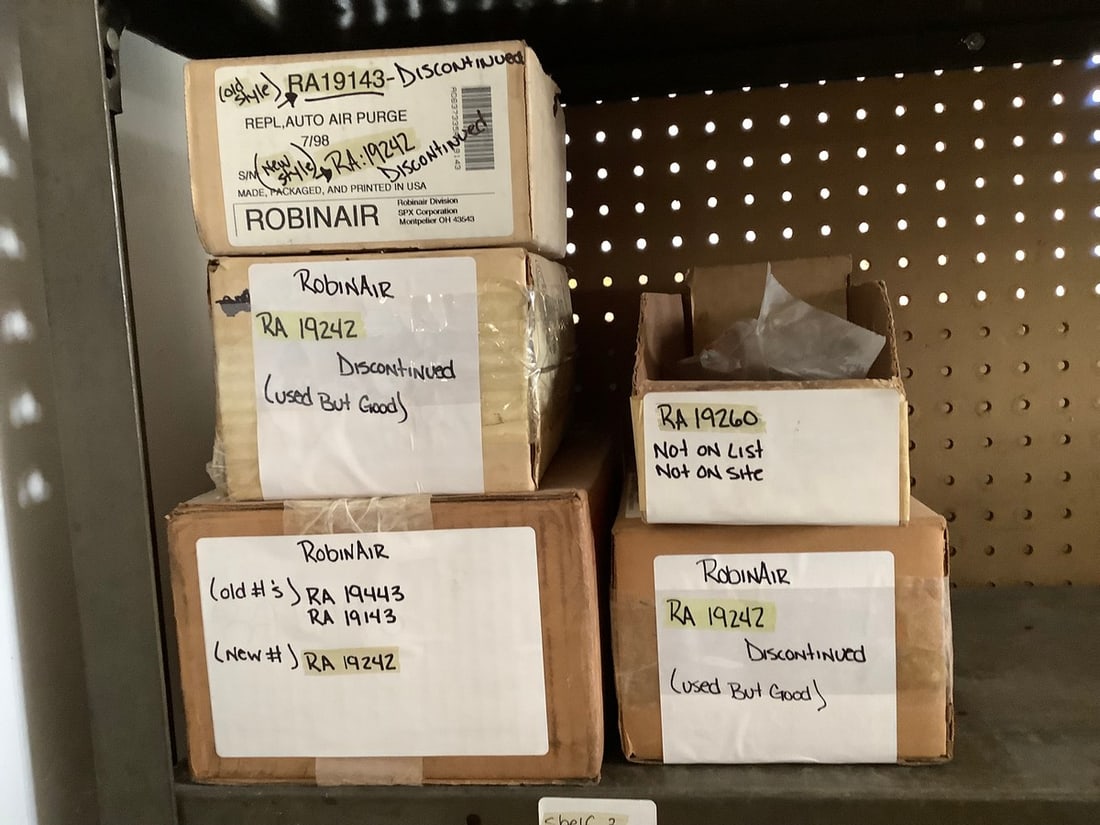 (old style) RA19143-Discontinued
REPL,AUTO AIR PURGE
7/98
S/N (New style) RA:19242
Discontinued
MADE, PACKAGED, AND PRINTED IN USA
ROBINAIR
Robinair Division
SPX Corporation
Montpelier OH 43543
RobinAir
RA 19242
Discontinued
(used But Good)
RA 19260
Not on List
Not on Site
RobinAir
(old #'s) RA 19443
RA 19143
(New #) RA 19242
RobinAir
RA 19242
Discontinued
(used But Good)